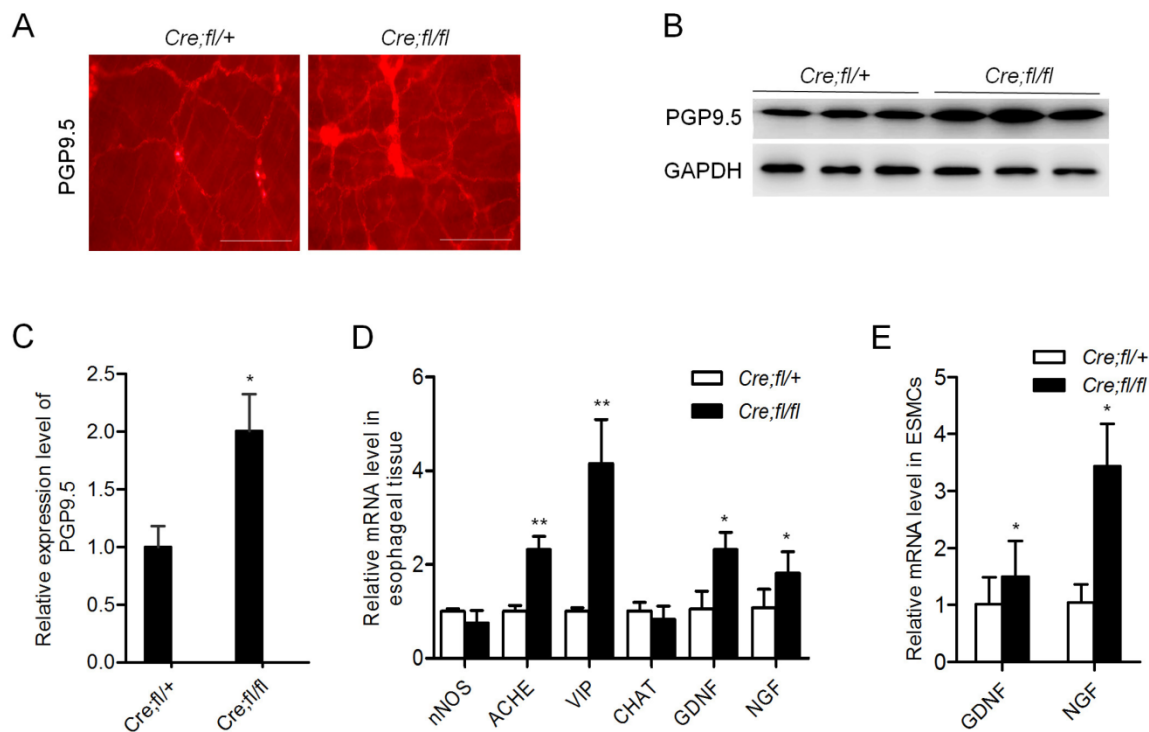 A
Cre;fl/+
Cre;fl/fl
PGP9.5
B
Cre;fl/+
Cre;fl/fl
PGP9.5
GAPDH
C
Relative expression level of
PGP9.5
2.5
2.0
1.5
1.0
0.5
0.0
*
Cre;fl/+
Cre;fl/fl
D
Relative mRNA level in
esophageal tissue
6
4
2
0
Cre;fl/+
Cre;fl/fl
**
**
*
*
nNOS
ACHE
VIP
CHAT
GDNF
NGF
E
Relative mRNA level in ESMCs
5
4
3
2
1
0
Cre;fl/+
Cre;fl/fl
*
*
GDNF
NGF